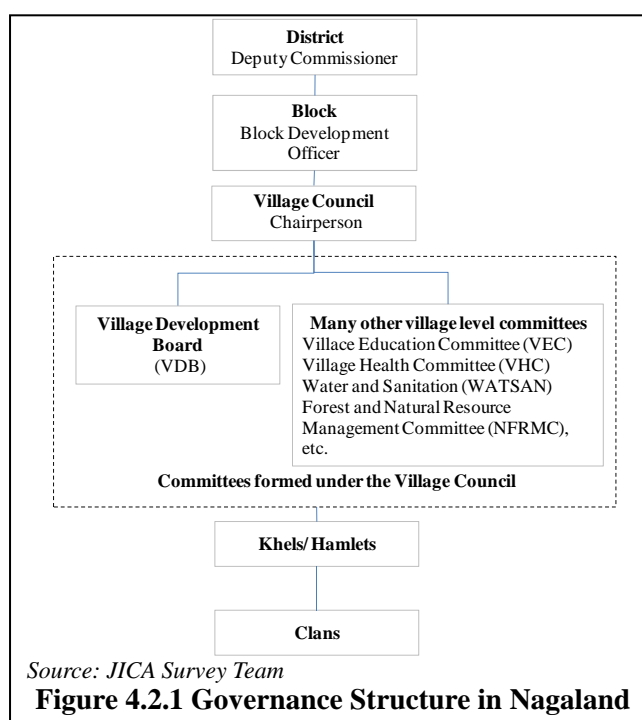 District
Deputy Commissioner
Block
Block Development
Officer
Village Council
Chairperson
Village Development
Board
(VDB)
Many other village level committees
Villace Education Committee (VEC)
Village Health Committee (VHC)
Water and Sanitation (WATSAN)
Forest and Natural Resource
Management Committee (NFRMC),
etc.
Committees formed under the Village Council
Khels/ Hamlets
Clans
Source: JICA Survey Team
Figure 4.2.1 Governance Structure in Nagaland